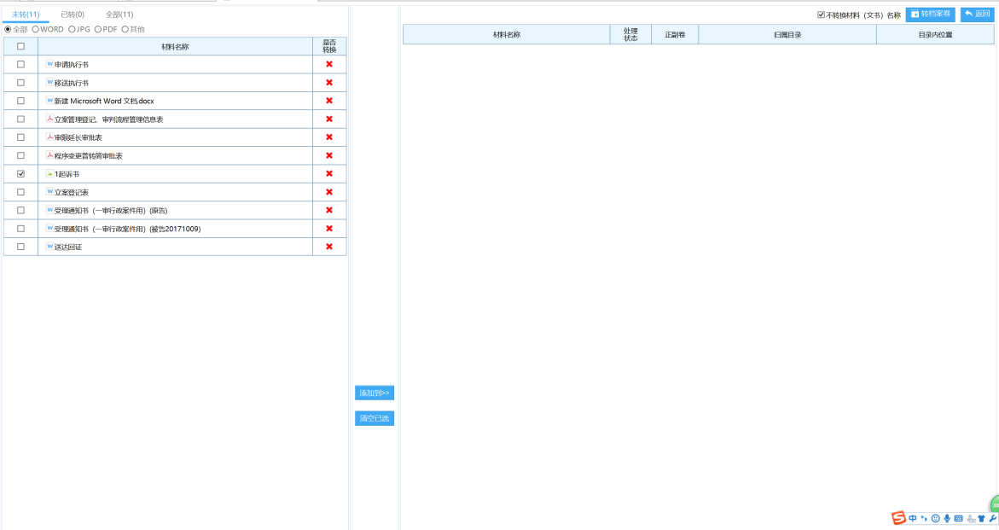 未转(11) 已转(0) 全部(11)
不转换材料（文书）名称 转档案卷 返回
全部 WORD JPG PDF 其他
材料名称 是否转换
材料名称 处理状态 正副卷 归属目录 目录内位置
申请执行书
移送执行书
新建 Microsoft Word 文档.docx
立案管理登记、审判流程管理信息表
审限延长审批表
程序变更普转简审批表
1起诉书
立案登记表
受理通知书（一审行政案件用）(原告)
受理通知书（一审行政案件用）(被告20171009)
送达回证
添加到>>
清空已选
中